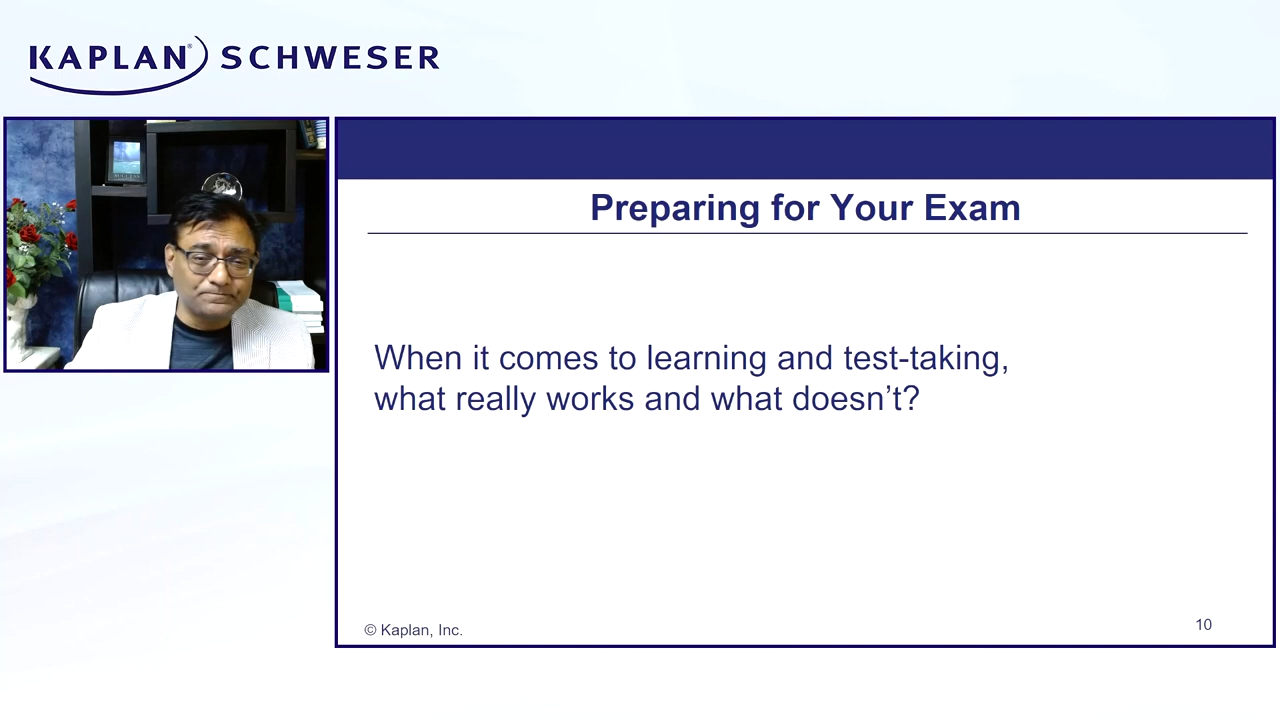 KAPLAN® SCHWESER
SUCCESS
Preparing for Your Exam
When it comes to learning and test-taking,
what really works and what doesn’t?
© Kaplan, Inc.
10